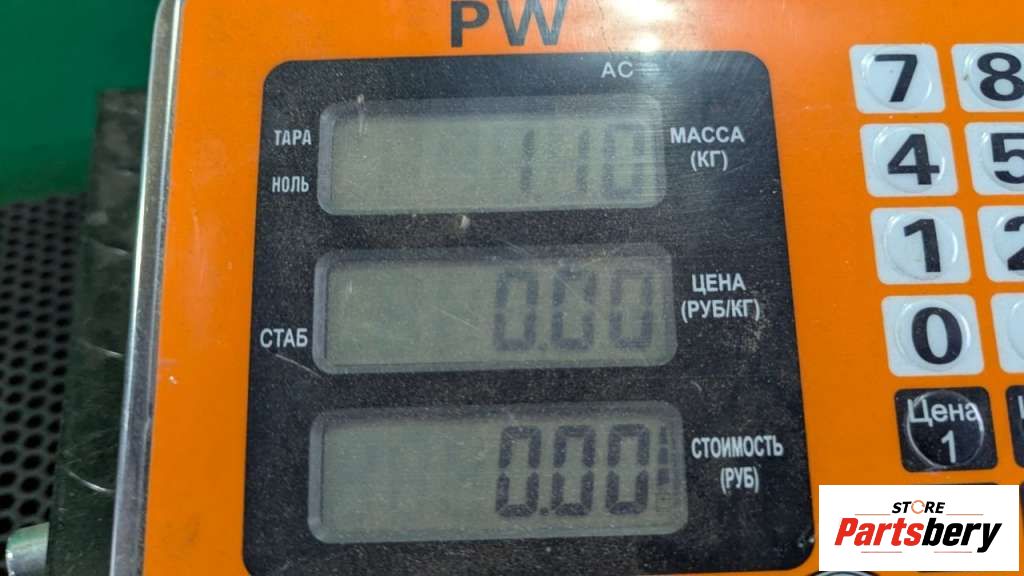 PW
AC
ТАРА
НОЛЬ
1.10
МАССА
(КГ)
СТАБ
0.00
ЦЕНА
(РУБ/КГ)
0.00
СТОИМОСТЬ
(РУБ)
7 8
4 5
1 2
0
Цена
1
STORE
Partsbery